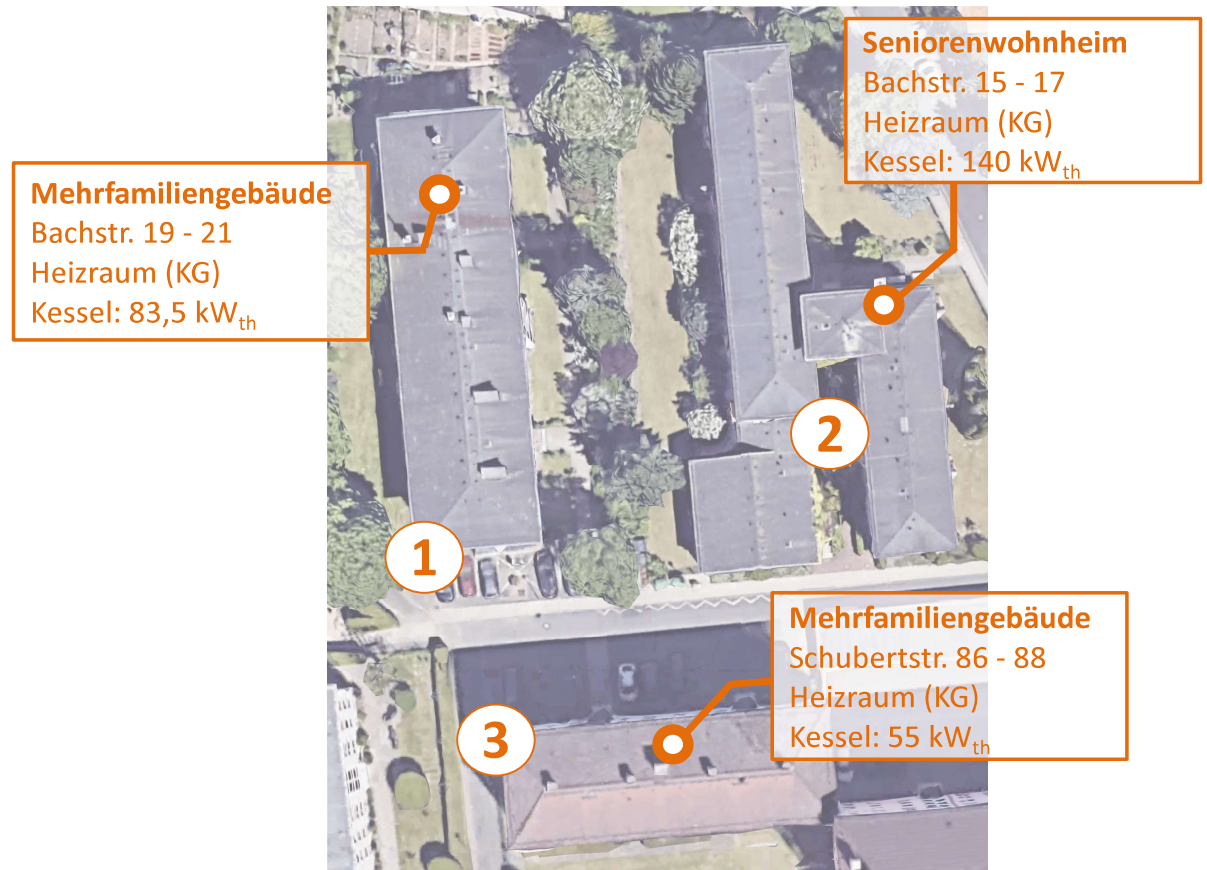 Seniorenwohnheim
Bachstr. 15 - 17
Heizraum (KG)
Kessel: 140 kWth
Mehrfamiliengebäude
Bachstr. 19 - 21
Heizraum (KG)
Kessel: 83,5 kWth
2
1
Mehrfamiliengebäude
Schubertstr. 86 - 88
Heizraum (KG)
Kessel: 55 kWth
3